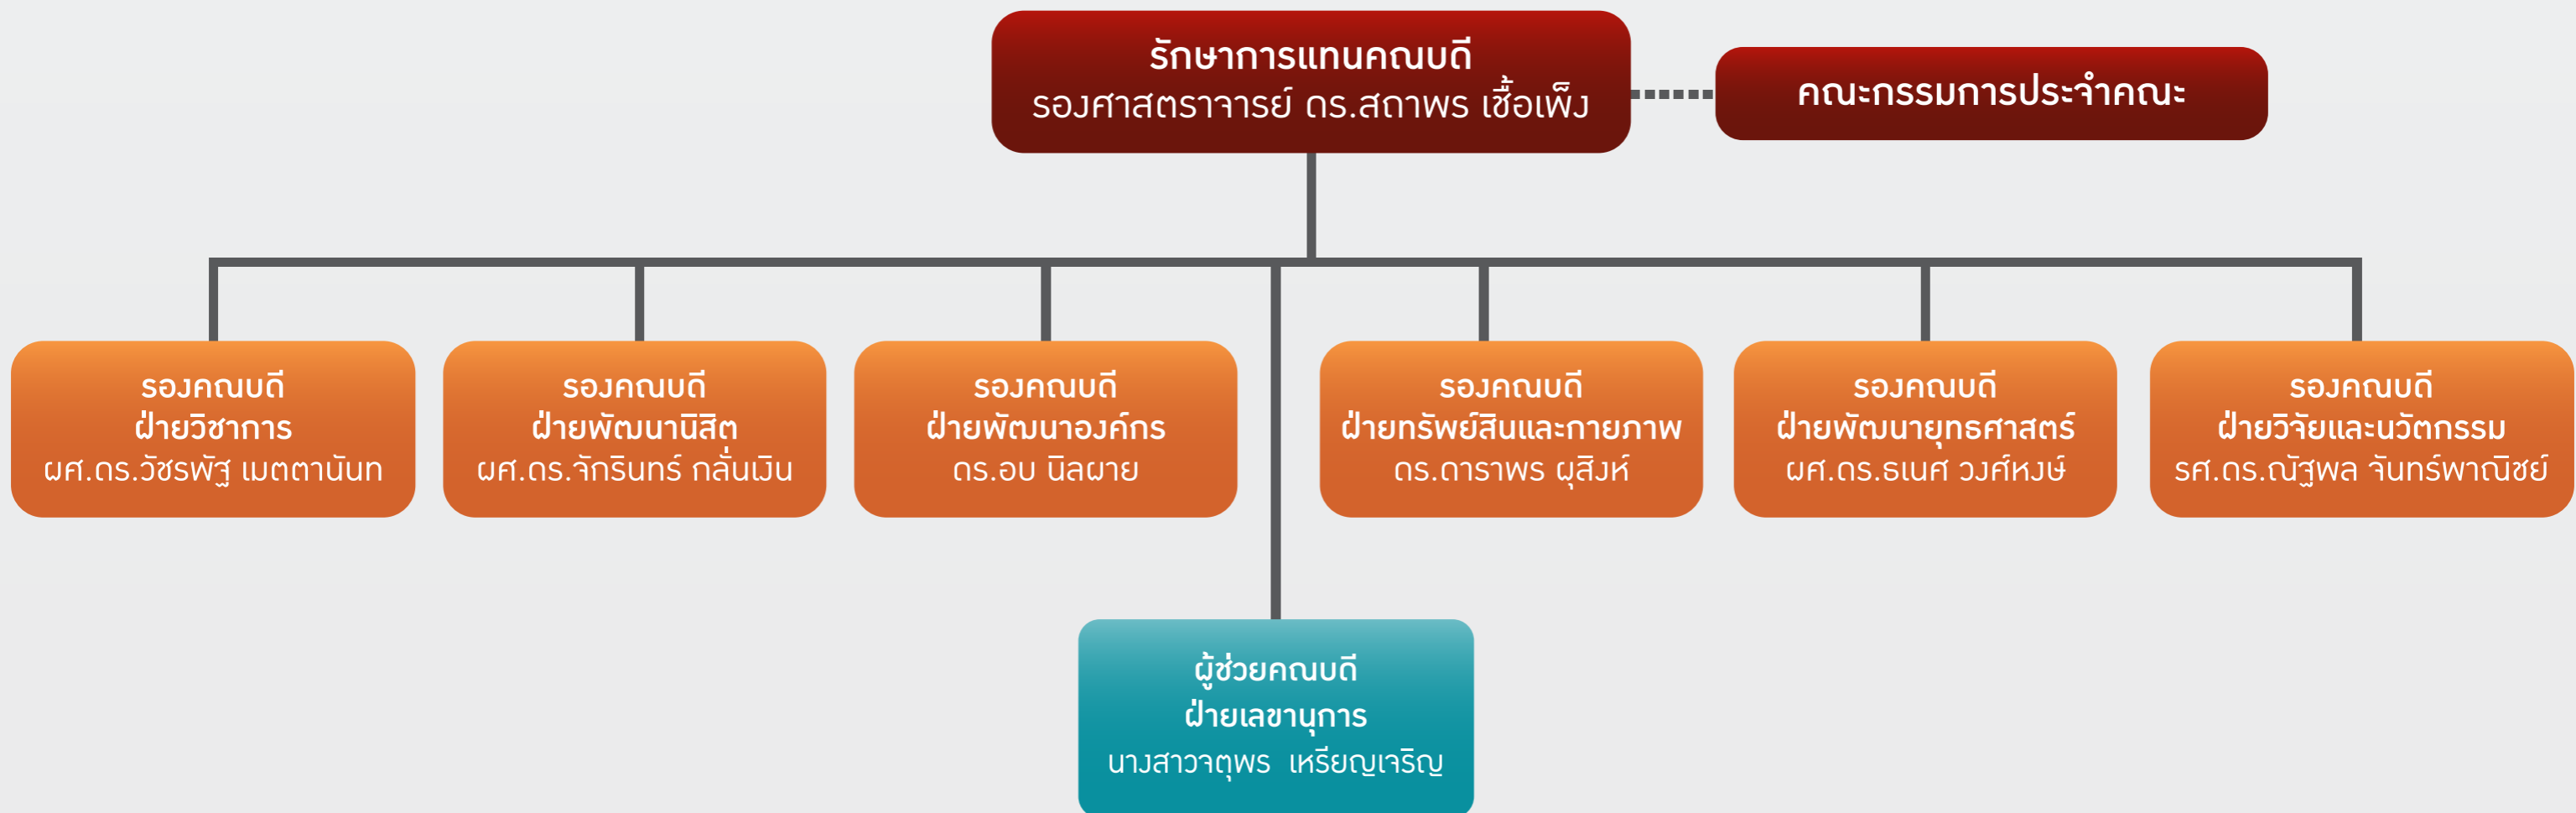 รักษาการแทนคณบดี
รองศาสตราจารย์ ดร.สถาพร เชื้อเพ็ง
คณะกรรมการประจำคณะ
รองคณบดี
ฝ่ายวิชาการ
ผศ.ดร.วัชรพัฐ เมตตานันท
รองคณบดี
ฝ่ายพัฒนานิสิต
ผศ.ดร.จักรินทร์ กลั่นเงิน
รองคณบดี
ฝ่ายพัฒนาองค์กร
ดร.อบ นิลผาย
รองคณบดี
ฝ่ายทรัพย์สินและกายภาพ
ดร.ดาราพร ผุสิงห์
รองคณบดี
ฝ่ายพัฒนายุทธศาสตร์
ผศ.ดร.ธเนศ วงศ์หงษ์
รองคณบดี
ฝ่ายวิจัยและนวัตกรรม
รศ.ดร.ณัฐพล จันทร์พาณิชย์
ผู้ช่วยคณบดี
ฝ่ายเลขานุการ
นางสาวจตุพร เหรียญเจริญ